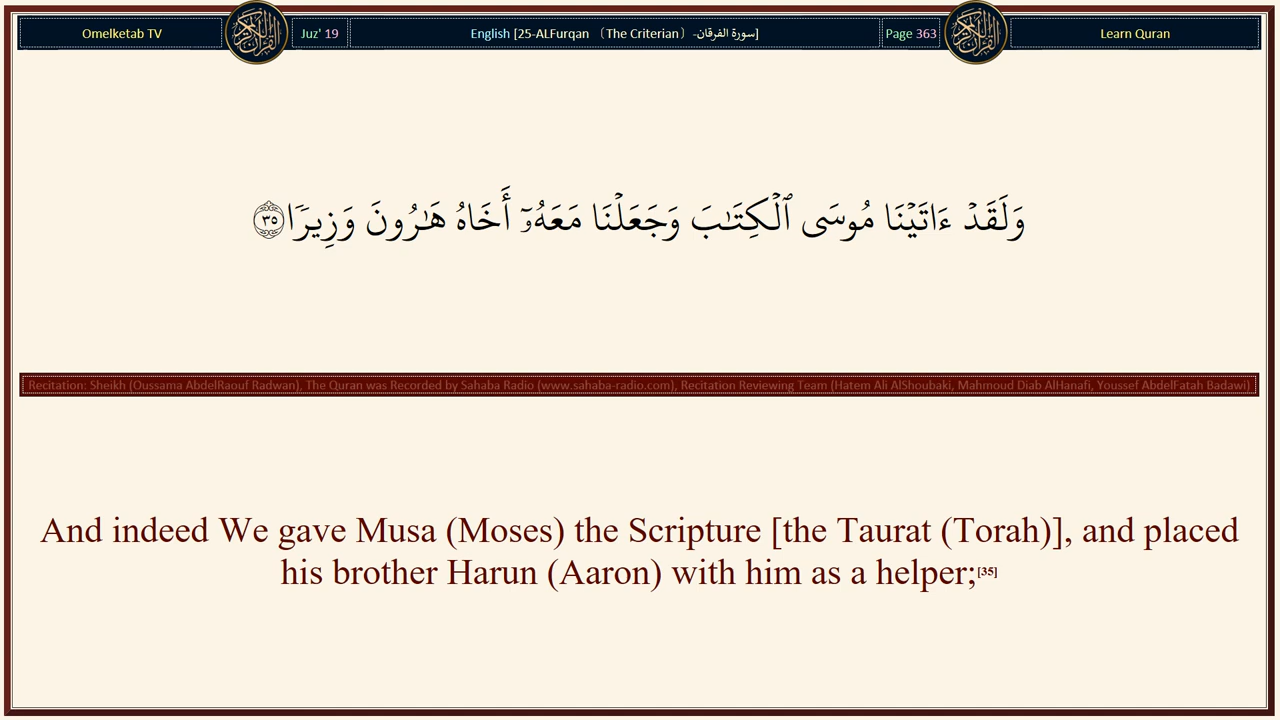 Omelketab TV
Juz' 19
English [25-ALFurqan （The Criterian）-سورة الفرقان]
Page 363
Learn Quran
وَلَقَدۡ ءَاتَيۡنَا مُوسَى ٱلۡكِتَٰبَ وَجَعَلۡنَا مَعَهُۥٓ أَخَاهُ هَٰرُونَ وَزِيرٗا ٣٥
Recitation: Sheikh (Oussama AbdelRaouf Radwan), The Quran was Recorded by Sahaba Radio (www.sahaba-radio.com), Recitation Reviewing Team (Hatem Ali AlShoubaki, Mahmoud Diab AlHanafi, Youssef AbdelFatah Badawi)
And indeed We gave Musa (Moses) the Scripture [the Taurat (Torah)], and placed
his brother Harun (Aaron) with him as a helper;[35]